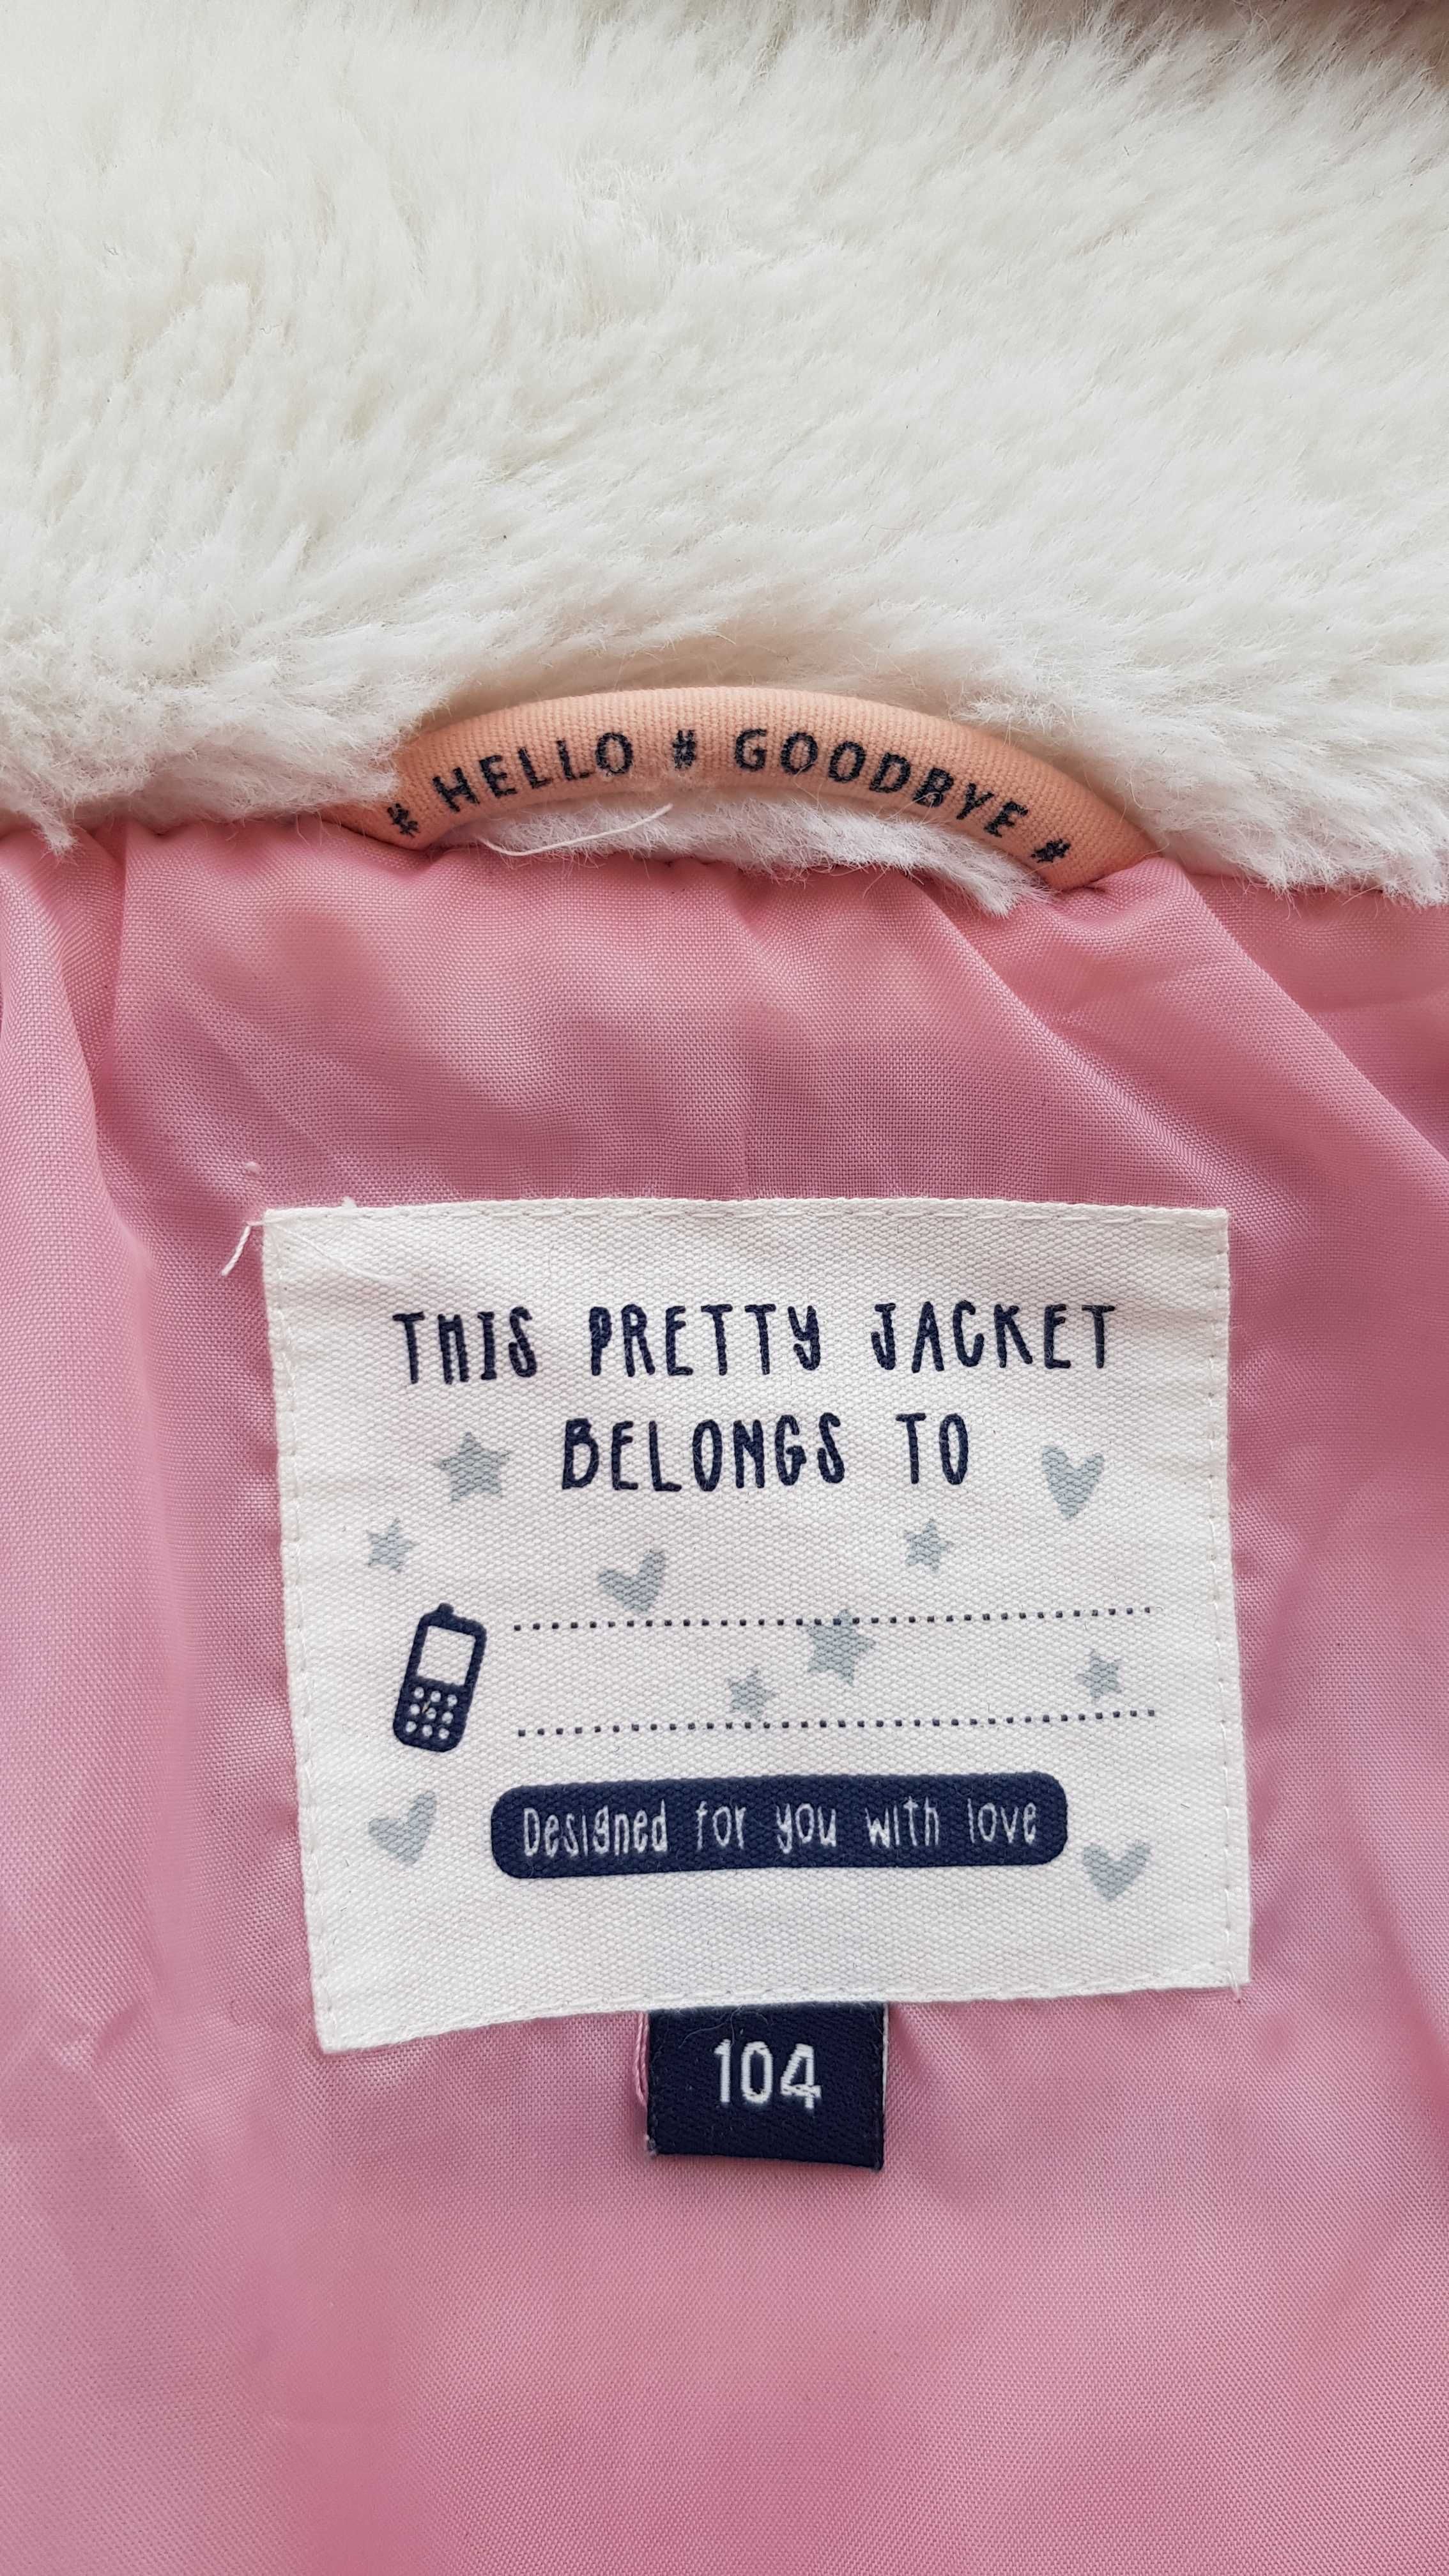 # HELLO # GOODBYE #
THIS PRETTY JACKET
BELONGS TO
Designed for you with love
104